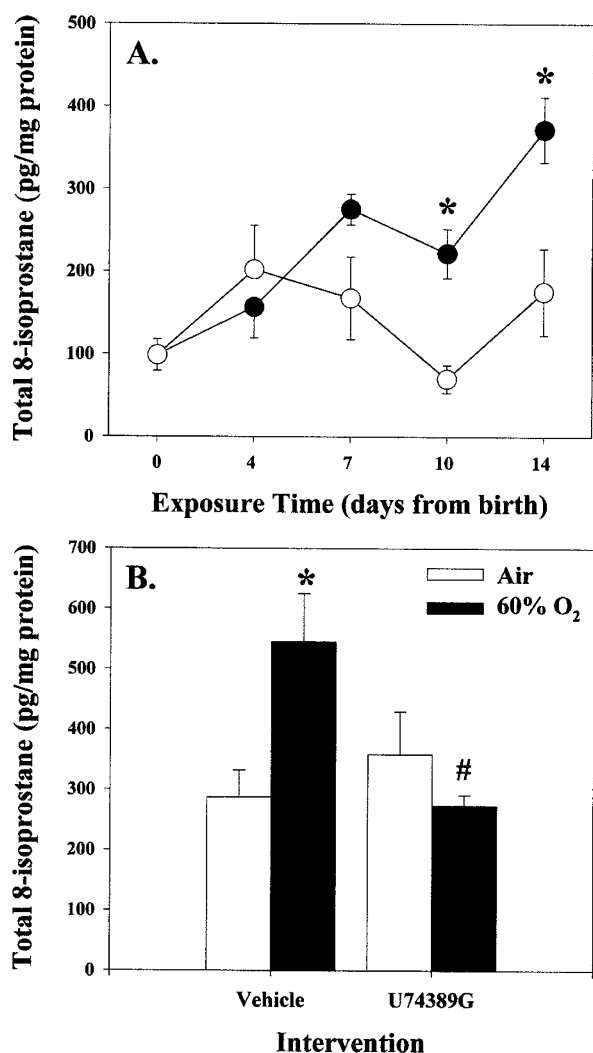 A.
Total 8-isoprostane (pg/mg protein)
500
400
300
200
100
0
*
*
0 4 7 10 14
Exposure Time (days from birth)
B.
Total 8-isoprostane (pg/mg protein)
700
600
500
400
300
200
100
0
*
#
Air
60% O₂
Vehicle U74389G
Intervention